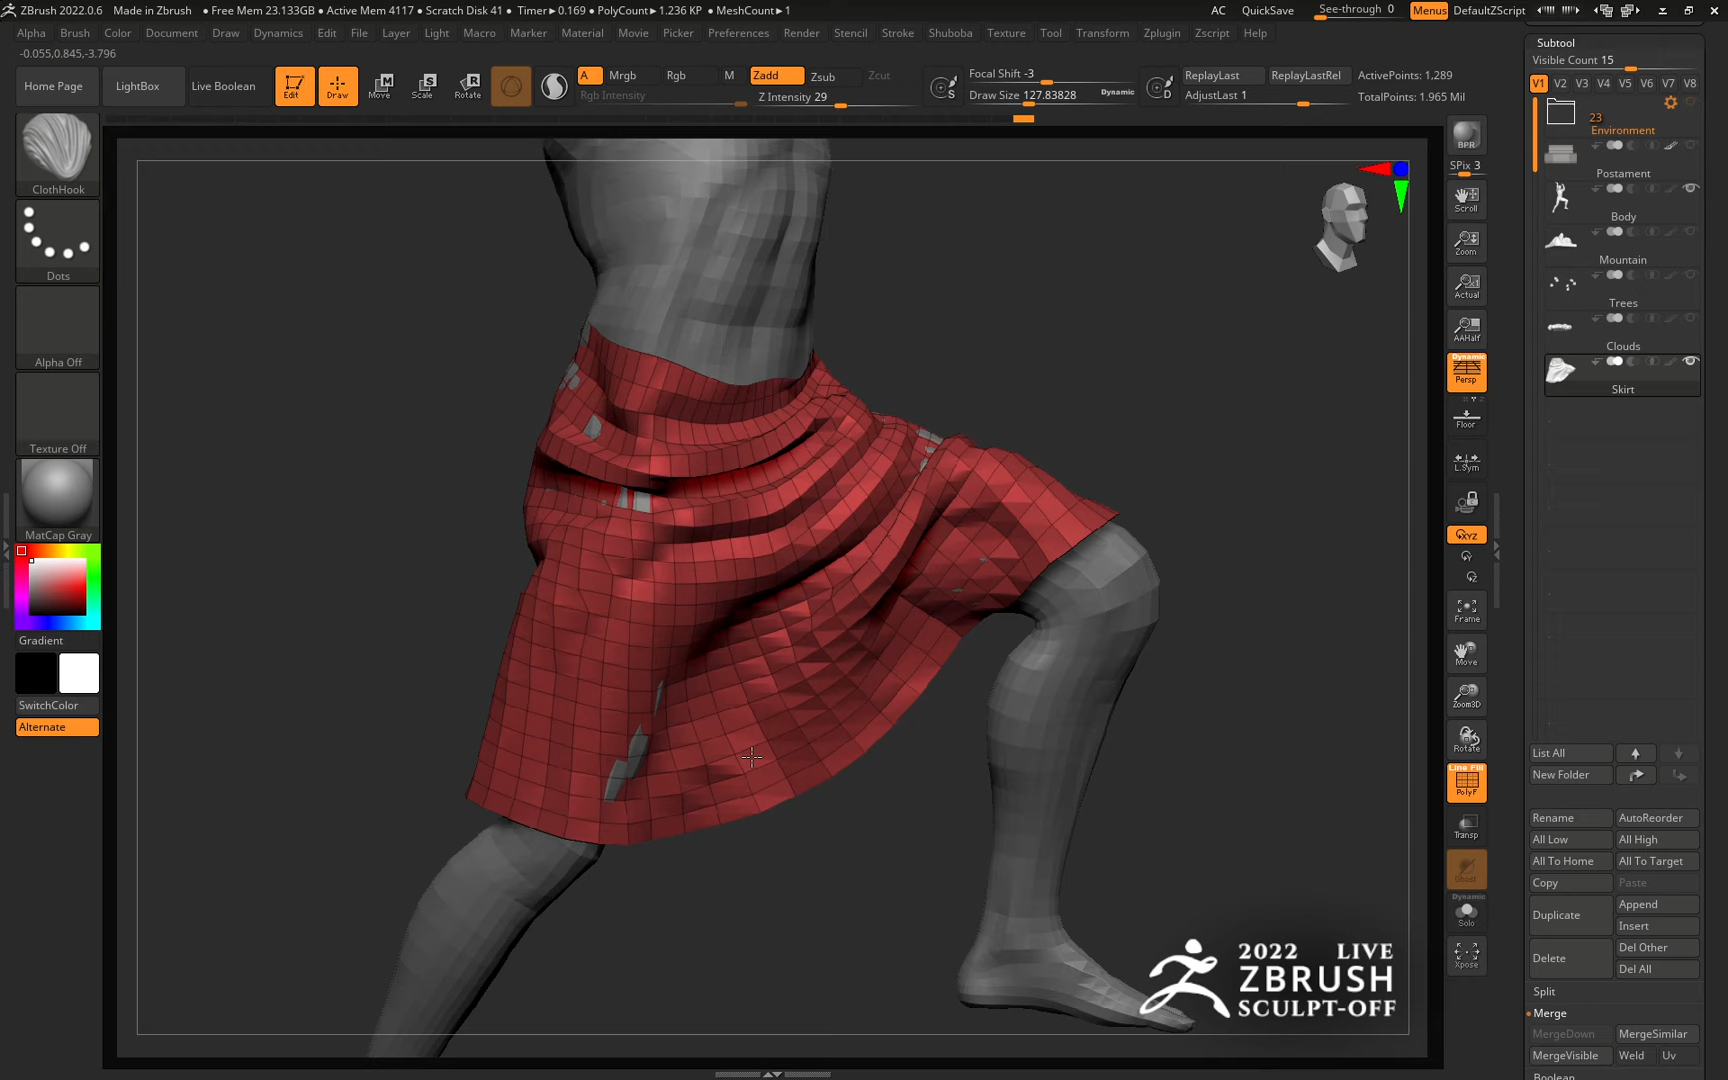 ZBrush 2022.0.6 Made in Zbrush • Free Mem 23.133GB • Active Mem 4117 • Scratch Disk 41 • Timer►0.169 • PolyCount►1.236 KP • MeshCount►1 AC QuickSave See-through 0 Menus DefaultZScript
Alpha Brush Color Document Draw Dynamics Edit File Layer Light Macro Marker Material Movie Picker Preferences Render Stencil Stroke Shuboba Texture Tool Transform Zplugin Zscript Help
-0.055,0.845,-3.796
Home Page
LightBox
Live Boolean
Edit
Draw
Move
Scale
Rotate
A Mrgb Rgb M
Rgb Intensity
Zadd Zsub Zcut
Z Intensity 29
S
Focal Shift -3
Draw Size 127.83828 Dynamic
D
ReplayLast ReplayLastRel
AdjustLast 1
ActivePoints: 1,289
TotalPoints: 1.965 Mil
ClothHook
Dots
Alpha Off
Texture Off
MatCap Gray
Gradient
SwitchColor
Alternate
2022 LIVE
ZBRUSH
SCULPT-OFF
BPR
SPix 3
Scroll
Zoom
Actual
AAHalf
Dynamic
Persp
Floor
L.Sym
XYZ
Y
Z
Frame
Move
Zoom3D
Rotate
Line Fill
PolyF
Transp
Ghost
Dynamic
Solo
Xpose
Subtool
Visible Count 15
V1 V2 V3 V4 V5 V6 V7 V8
23
Environment
Postament
Body
Mountain
Trees
Clouds
Skirt
List All
New Folder
Rename AutoReorder
All Low All High
All To Home All To Target
Copy Paste
Duplicate Append
Insert
Delete Del Other
Del All
Split
Merge
MergeDown MergeSimilar
MergeVisible Weld Uv
Boolean